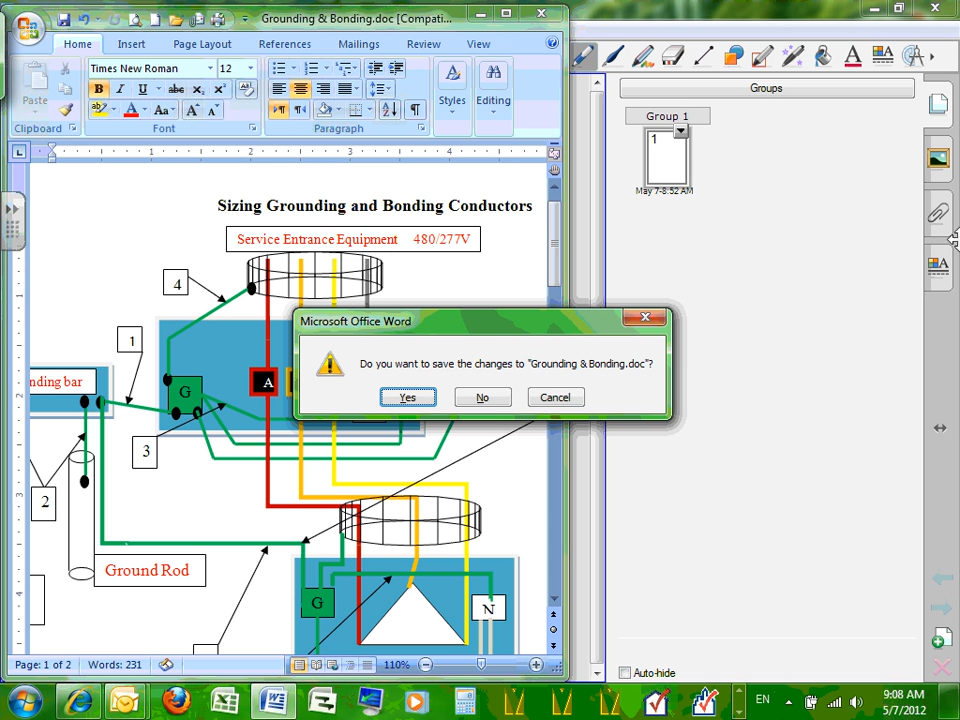 Grounding & Bonding.doc [Compati...
Home Insert Page Layout References Mailings Review View
Times New Roman 12
Paste
Styles
Editing
Clipboard Font Paragraph
Groups
Group 1
1
May 7-8:52 AM
Sizing Grounding and Bonding Conductors
Service Entrance Equipment 480/277V
4
1
nding bar
G
A
3
2
Ground Rod
G
N
Microsoft Office Word
Do you want to save the changes to "Grounding & Bonding.doc"?
Yes No Cancel
Auto-hide
Page: 1 of 2 Words: 231 110%
EN
9:08 AM
5/7/2012